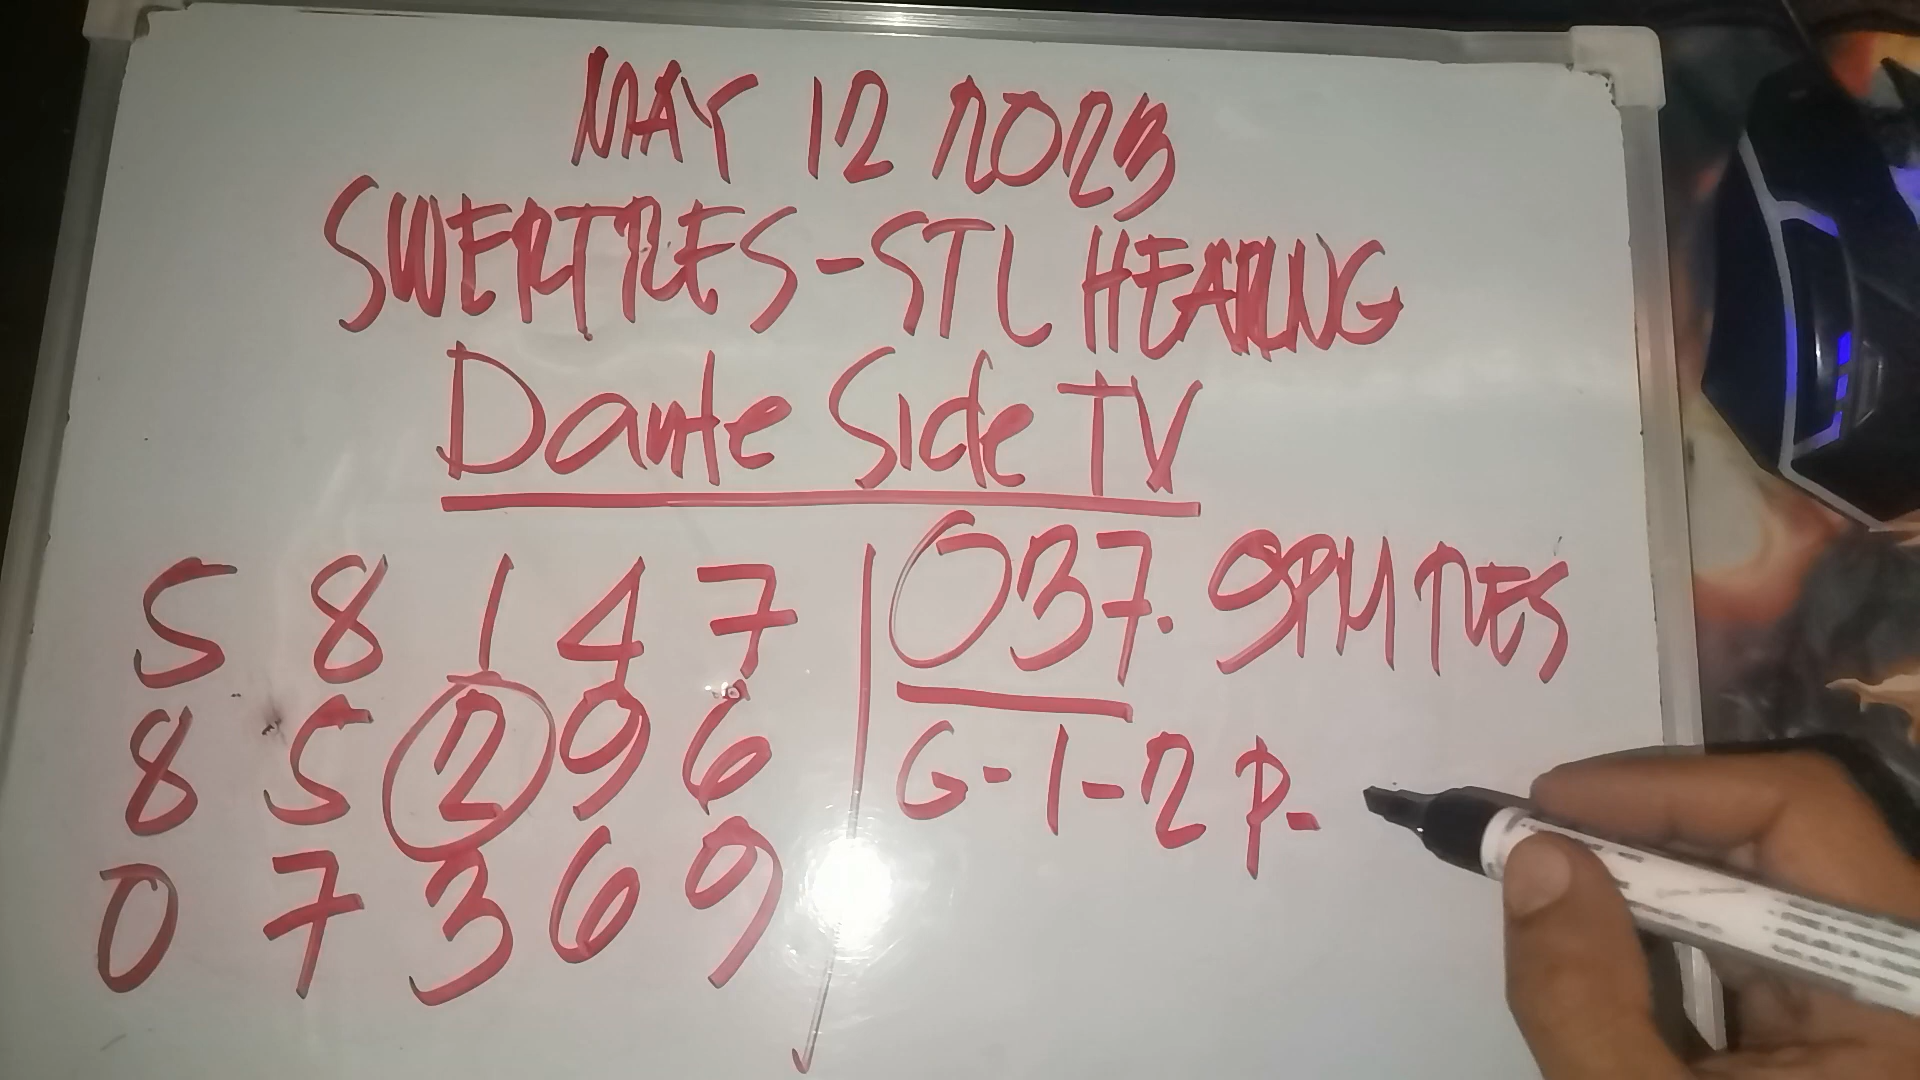 MAY 12 2023
SWERTRES-STL HEARING
Dante Side TV
5 8 1 4 7
8 5 2 9 6
0 7 3 6 9
037. 9PM TRES
G-1-2 P-